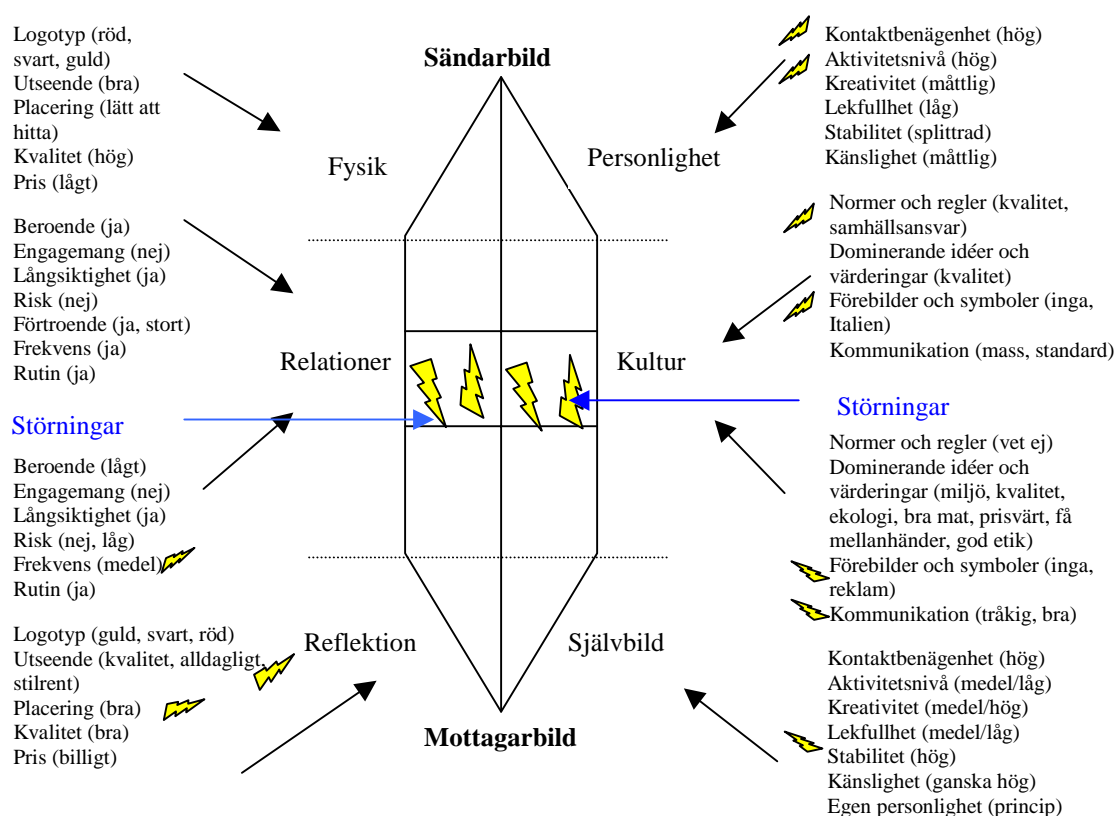 Logotyp (röd,
svart, guld)
Utseende (bra)
Placering (lätt att
hitta)
Kvalitet (hög)
Pris (lågt)
Sändarbild
Kontaktbenägenhet (hög)
Aktivitetsnivå (hög)
Kreativitet (måttlig)
Lekfullhet (låg)
Stabilitet (splittrad)
Känslighet (måttlig)
Fysik
Personlighet
Beroende (ja)
Engagemang (nej)
Långsiktighet (ja)
Risk (nej)
Förtroende (ja, stort)
Frekvens (ja)
Rutin (ja)
Normer och regler (kvalitet,
samhällsansvar)
Dominerande idéer och
värderingar (kvalitet)
Förebilder och symboler (inga,
Italien)
Kommunikation (mass, standard)
Relationer
Kultur
Störningar
Störningar
Beroende (lågt)
Engagemang (nej)
Långsiktighet (ja)
Risk (nej, låg)
Frekvens (medel)
Rutin (ja)
Normer och regler (vet ej)
Dominerande idéer och
värderingar (miljö, kvalitet,
ekologi, bra mat, prisvärt, få
mellanhänder, god etik)
Förebilder och symboler (inga,
reklam)
Kommunikation (tråkig, bra)
Logotyp (guld, svart, röd)
Utseende (kvalitet, alldagligt,
stilrent)
Placering (bra)
Kvalitet (bra)
Pris (billigt)
Reflektion
Självbild
Mottagarbild
Kontaktbenägenhet (hög)
Aktivitetsnivå (medel/låg)
Kreativitet (medel/hög)
Lekfullhet (medel/låg)
Stabilitet (hög)
Känslighet (ganska hög)
Egen personlighet (princip)